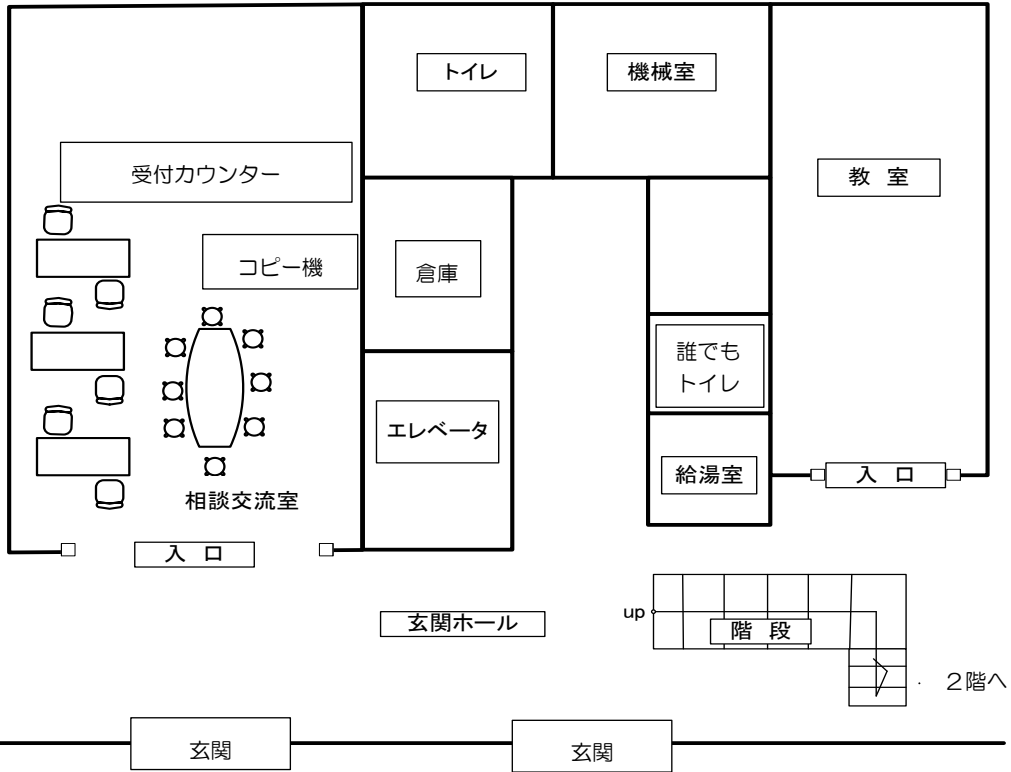 トイレ
機械室
受付カウンター
教 室
コピー機
倉庫
誰でも
トイレ
エレベータ
給湯室
入 口
相談交流室
入 口
玄関ホール
up
階 段
２階へ
玄関
玄関